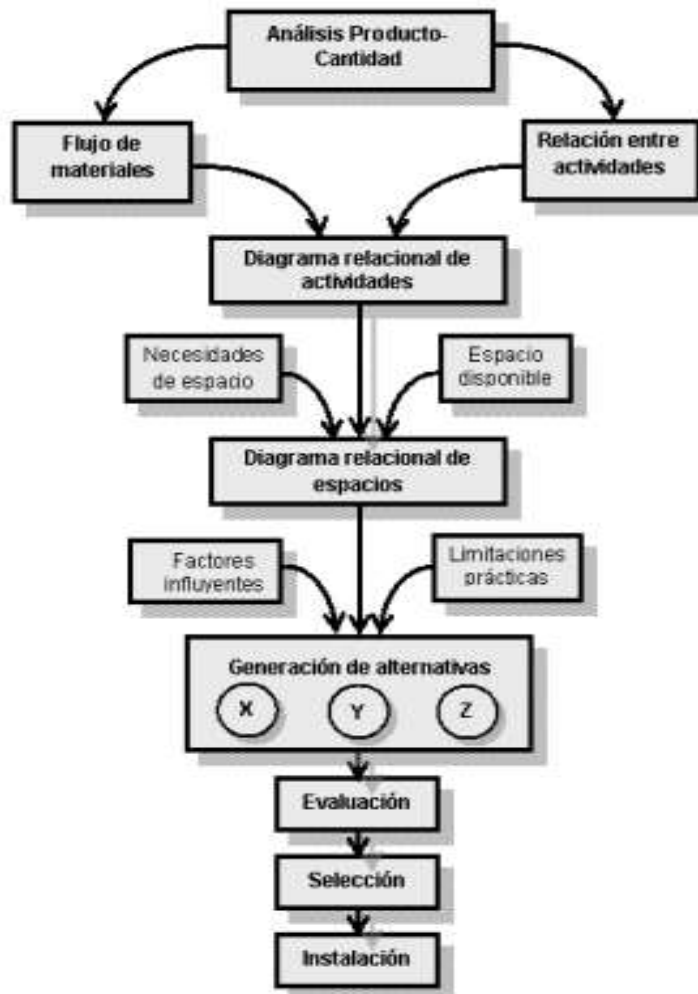 Análisis Producto-
Cantidad
Flujo de
materiales
Relación entre
actividades
Diagrama relacional de
actividades
Necesidades
de espacio
Espacio
disponible
Diagrama relacional de
espacios
Factores
influyentes
Limitaciones
prácticas
Generación de alternativas
X
Y
Z
Evaluación
Selección
Instalación